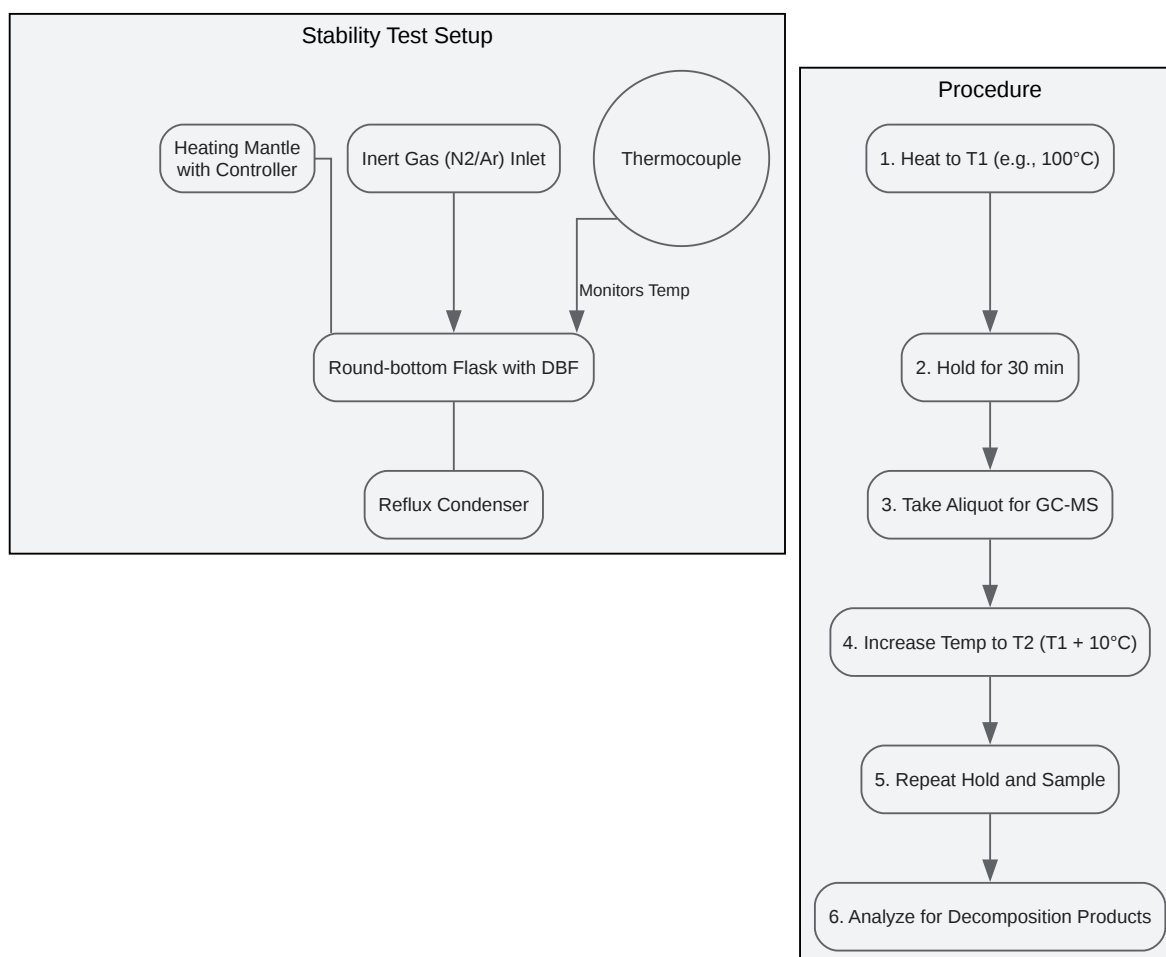 Stability Test Setup
Heating Mantle
with Controller
Inert Gas (N2/Ar) Inlet
Thermocouple
Monitors Temp
Round-bottom Flask with DBF
Reflux Condenser
Procedure
1. Heat to T1 (e.g., 100°C)
2. Hold for 30 min
3. Take Aliquot for GC-MS
4. Increase Temp to T2 (T1 + 10°C)
5. Repeat Hold and Sample
6. Analyze for Decomposition Products